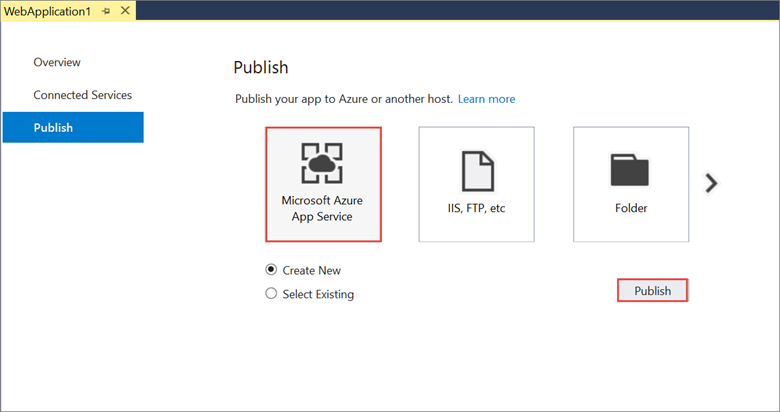 WebApplication1
Overview
Connected Services
Publish
Publish
Publish your app to Azure or another host. Learn more
Microsoft Azure
App Service
IIS, FTP, etc
Folder
Create New
Select Existing
Publish